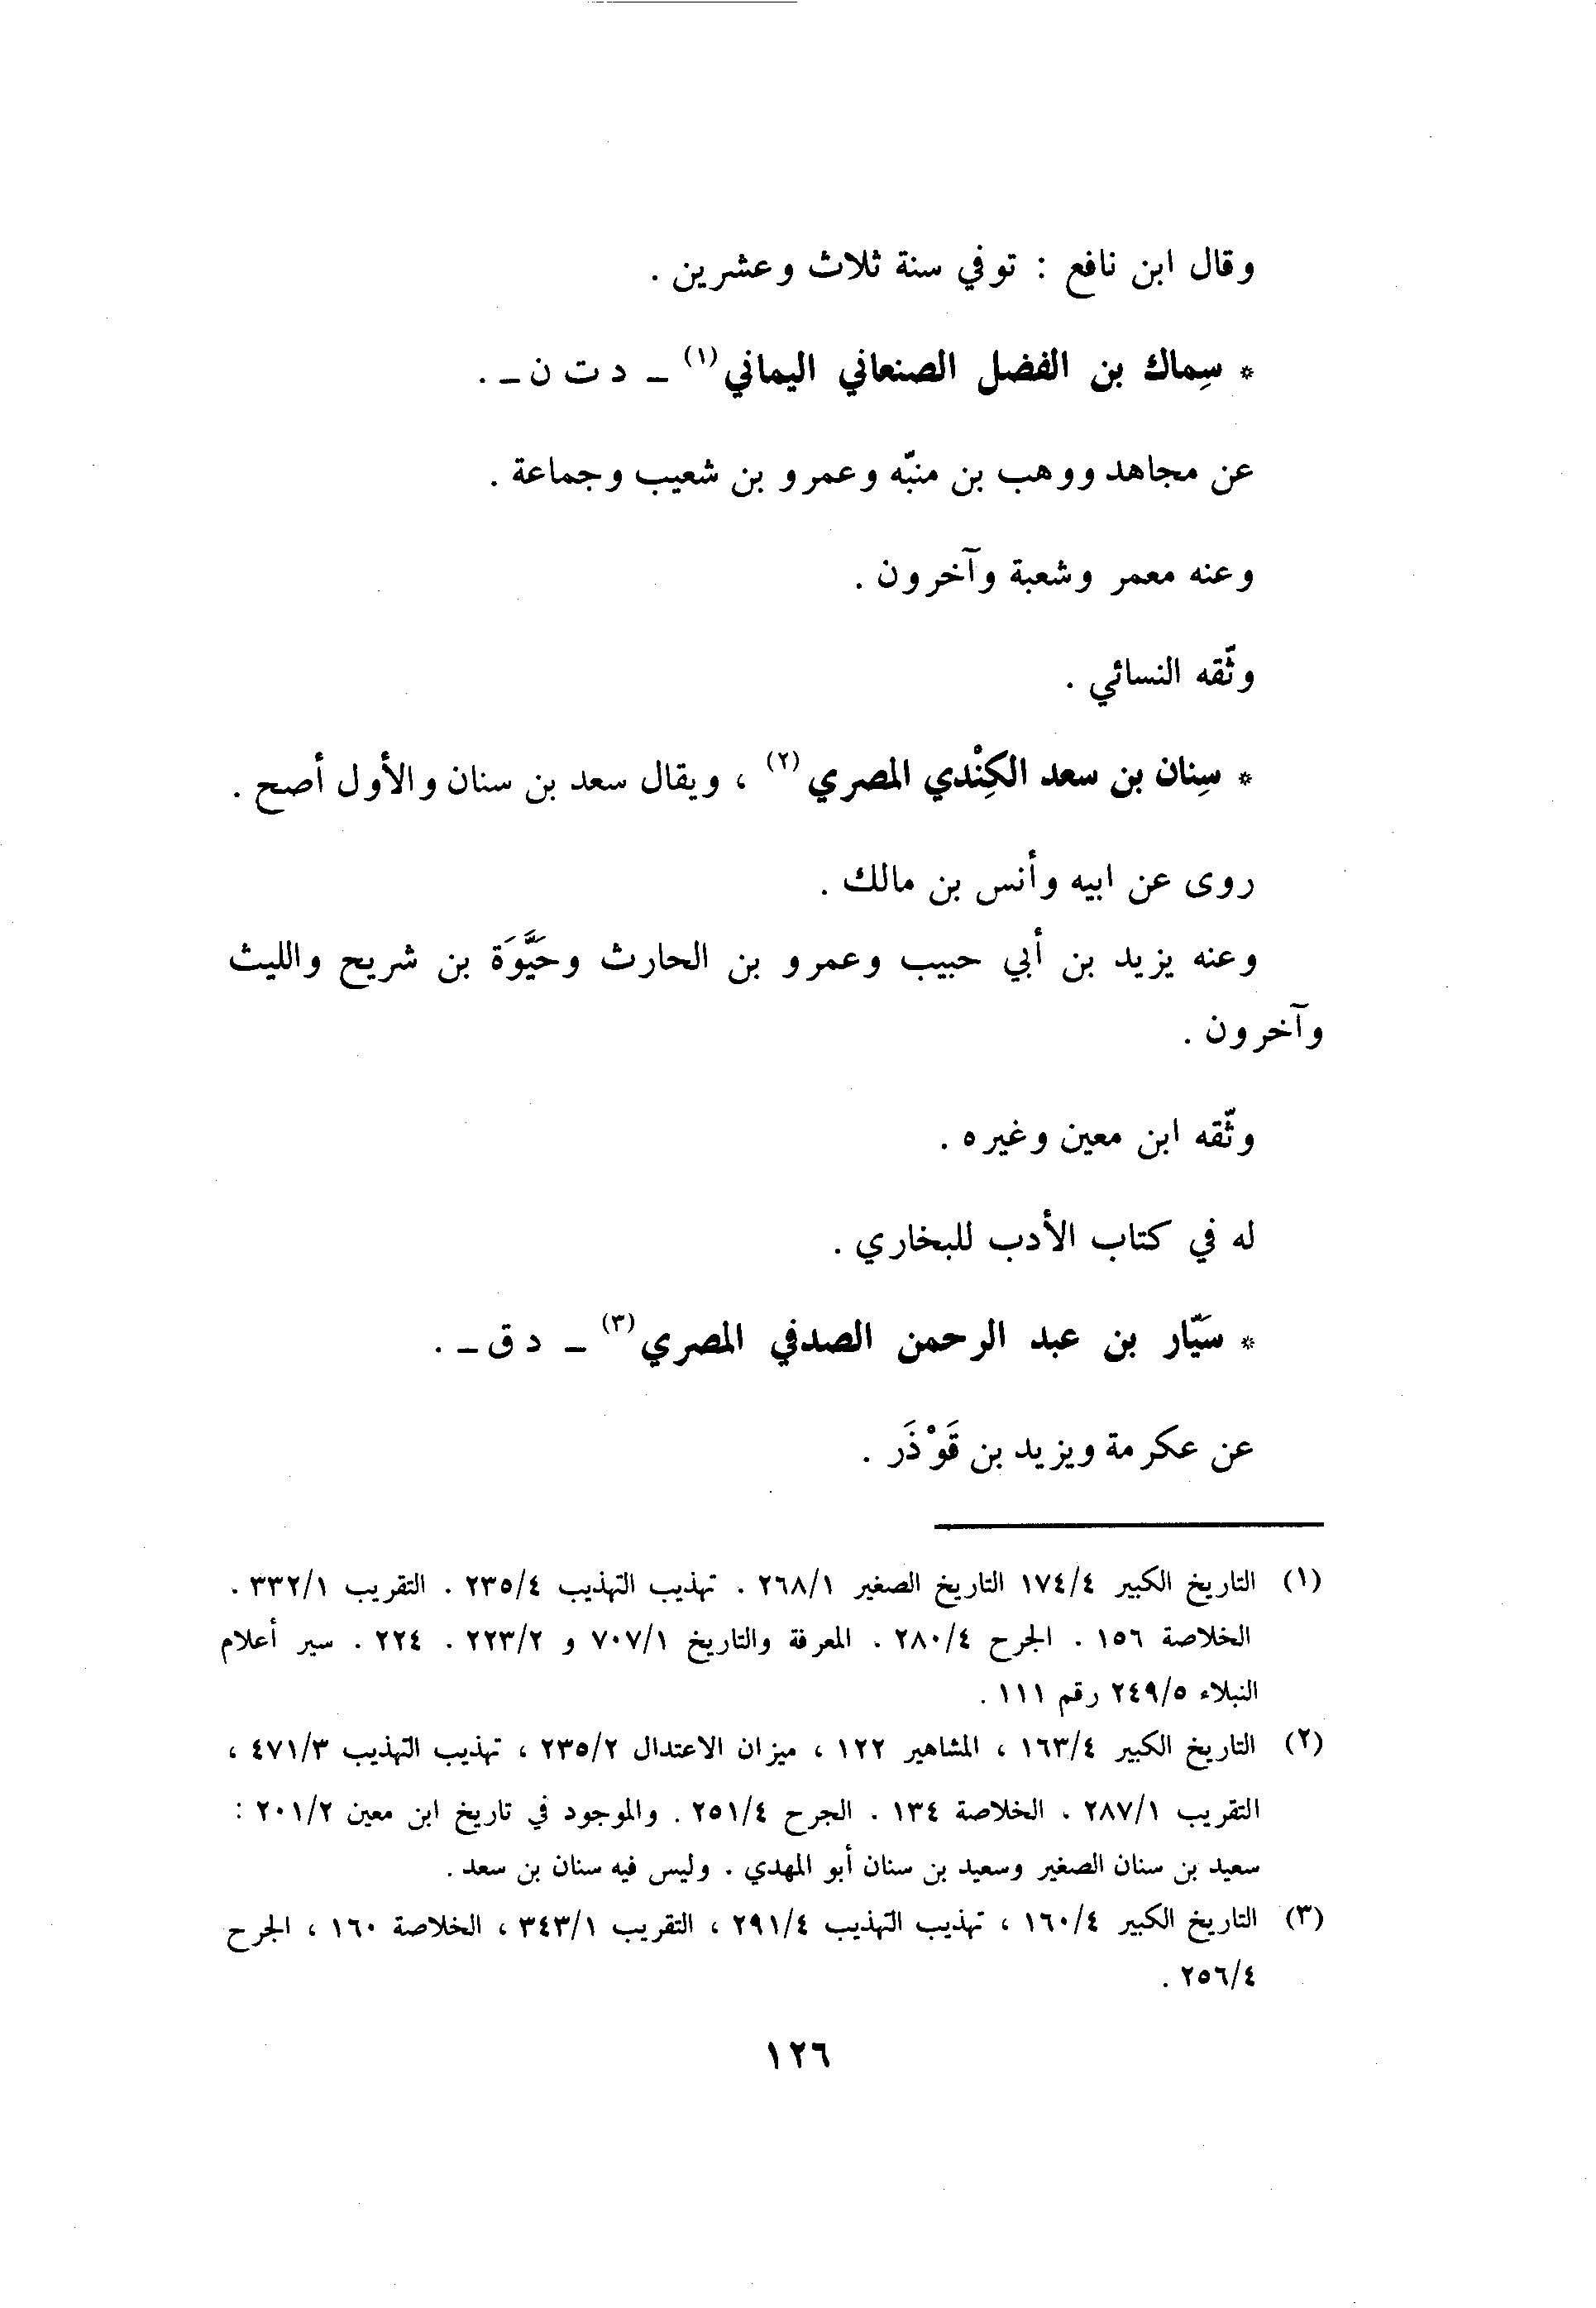 وقال ابن نافع : توفي سنة ثلاث وعشرين .
* سِماك بن الفضل الصنعاني اليماني (١) ـ د ت ن ـ .
عن مجاهد ووهب بن منبّه وعمرو بن شعيب وجماعة .
وعنه معمر وشعبة وآخرون .
وثّقه النسائي .
* سِنان بن سعد الكِنْدي المصري (٢) ، ويقال سعد بن سنان والأول أصح .
روى عن ابيه وأنس بن مالك .
وعنه يزيد بن أبي حبيب وعمرو بن الحارث وحَيَّوَة بن شريح والليث
وآخرون .
وثّقه ابن معين وغيره .
له في كتاب الأدب للبخاري .
* سَيّار بن عبد الرحمن الصدفي المصري (٣) ـ د ق ـ .
عن عكرمة ويزيد بن قَوْذَر .
(١) التاريخ الكبير ١٧٤/٤ التاريخ الصغير ٢٦٨/١ . تهذيب التهذيب ٢٣٥/٤ . التقريب ٣٣٢/١ .
الخلاصة ١٥٦ . الجرح ٢٨٠/٤ . المعرفة والتاريخ ٧٠٧/١ و ٢٢٣/٢ . ٢٢٤ . سير أعلام
النبلاء ٢٤٩/٥ رقم ١١١ .
(٢) التاريخ الكبير ١٦٣/٤ ، المشاهير ١٢٢ ، ميزان الاعتدال ٢٣٥/٢ ، تهذيب التهذيب ٤٧١/٣ ،
التقريب ٢٨٧/١ . الخلاصة ١٣٤ . الجرح ٢٥١/٤ . والموجود في تاريخ ابن معين ٢٠١/٢ :
سعيد بن سنان الصغير وسعيد بن سنان أبو المهدي . وليس فيه سنان بن سعد .
(٣) التاريخ الكبير ١٦٠/٤ ، تهذيب التهذيب ٢٩١/٤ ، التقريب ٣٤٣/١ ، الخلاصة ١٦٠ ، الجرح
٢٥٦/٤ .
١٢٦